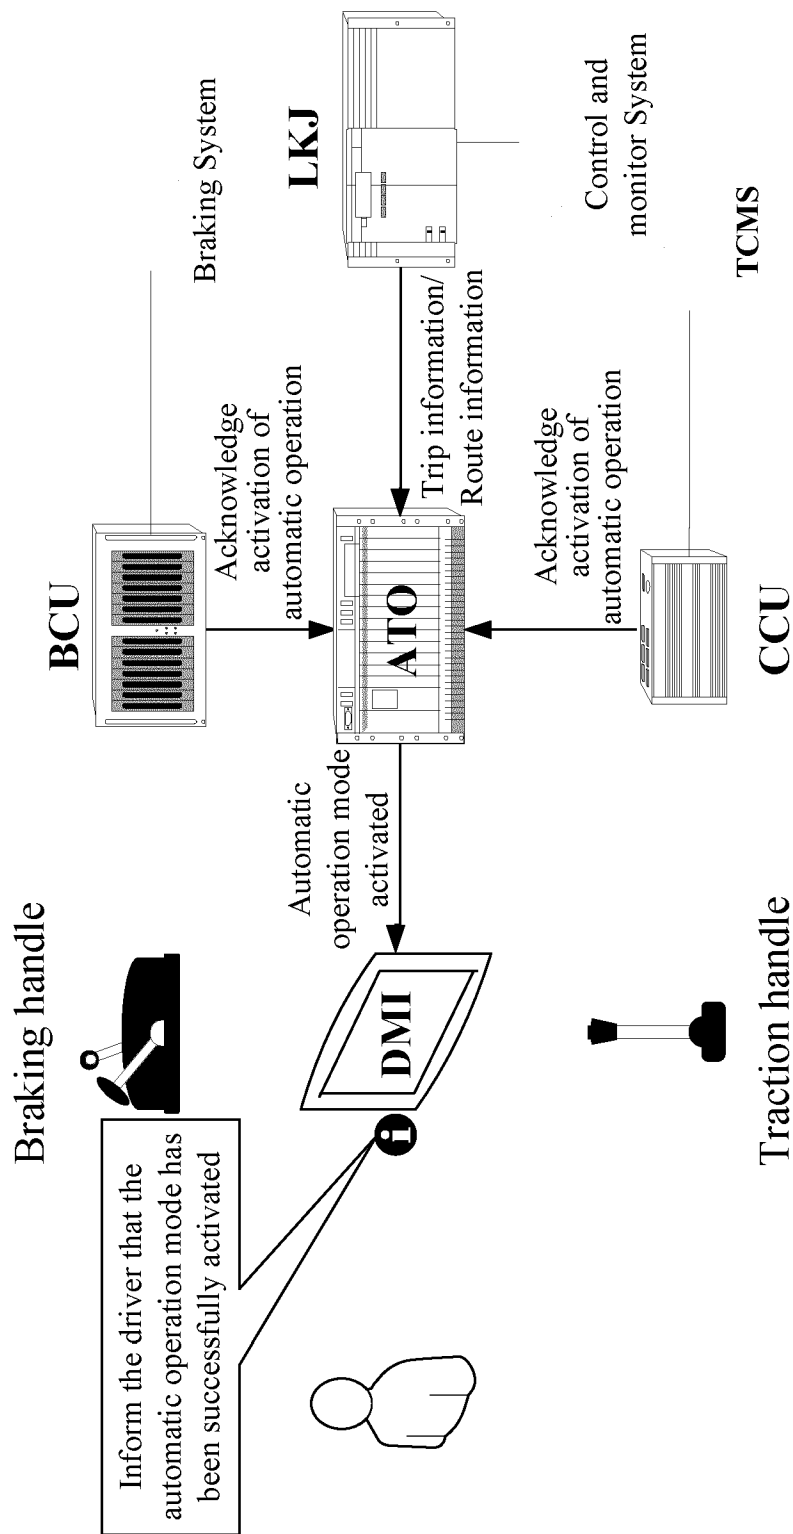 Inform the driver that the
automatic operation mode has
been successfully activated
Braking handle
BCU
Braking System
Acknowledge
activation of
automatic operation
Automatic
operation mode
activated
DMI
i
ATO
LKJ
Trip information/
Route information
Acknowledge
activation of
automatic operation
Control and
monitor System
Traction handle
CCU
TCMS